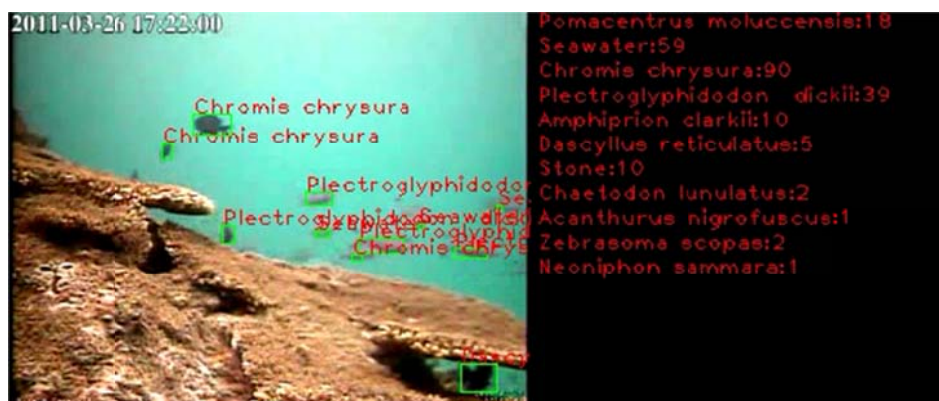 2011-03-26 17:22:00
Chromis chrysura
Chromis chrysura
Plectroglyphidodon
Plectroglyphidodon
Seawater
Chromis chrys
Pomacentrus moluccensis:18
Seawater:59
Chromis chrysura:90
Plectroglyphidodon dickii:39
Amphiprion clarkii:10
Dascyllus reticulatus:5
Stone:10
Chaetodon lunulatus:2
Acanthurus nigrofuscus:1
Zebrasoma scopas:2
Neoniphon sammara:1